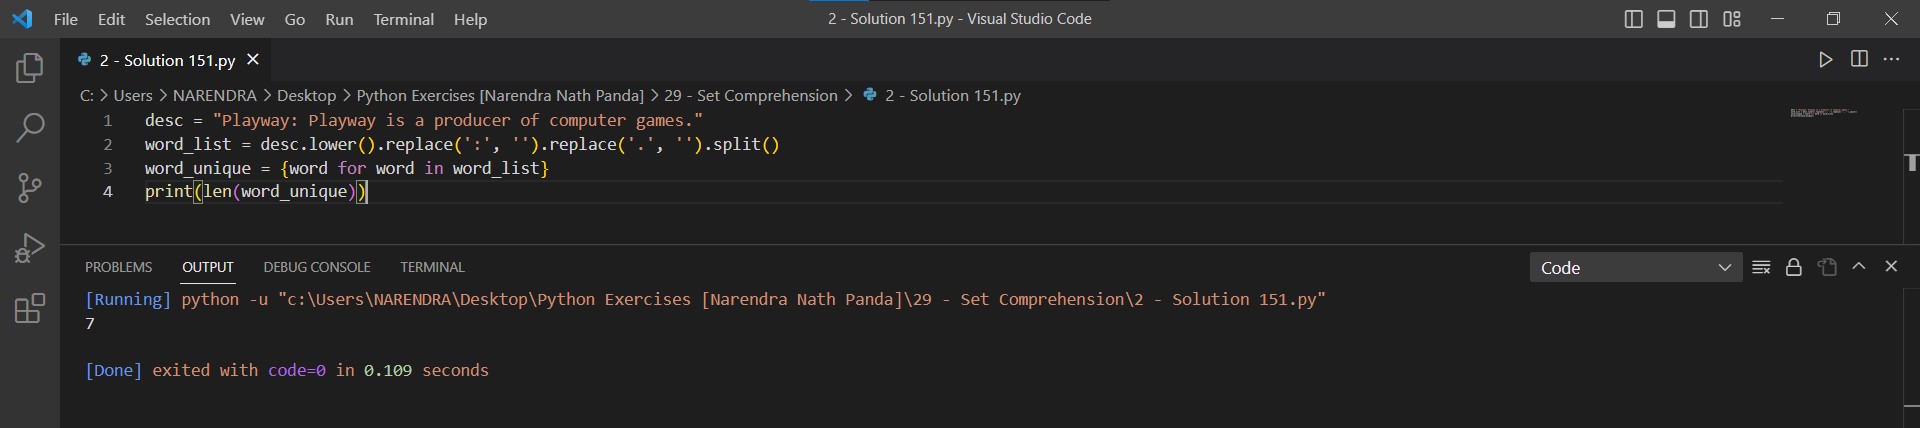 File Edit Selection View Go Run Terminal Help 2 - Solution 151.py - Visual Studio Code
2 - Solution 151.py
C: > Users > NARENDRA > Desktop > Python Exercises [Narendra Nath Panda] > 29 - Set Comprehension > 2 - Solution 151.py
1 desc = "Playway: Playway is a producer of computer games."
2 word_list = desc.lower().replace(':', '').replace('.', '').split()
3 word_unique = {word for word in word_list}
4 print(len(word_unique))
PROBLEMS OUTPUT DEBUG CONSOLE TERMINAL Code
[Running] python -u "c:\Users\NARENDRA\Desktop\Python Exercises [Narendra Nath Panda]\29 - Set Comprehension\2 - Solution 151.py"
7
[Done] exited with code=0 in 0.109 seconds